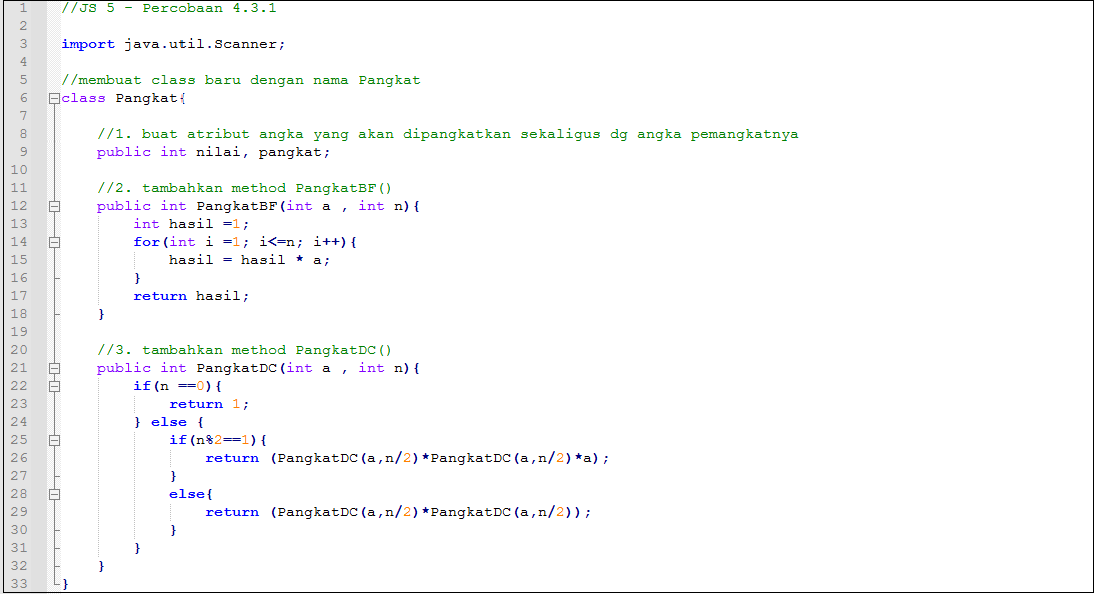 1 //JS 5 - Percobaan 4.3.1
2
3 import java.util.Scanner;
4
5 //membuat class baru dengan nama Pangkat
6 class Pangkat{
7
8 //1. buat atribut angka yang akan dipangkatkan sekaligus dg angka pemangkatnya
9 public int nilai, pangkat;
10
11 //2. tambahkan method PangkatBF()
12 public int PangkatBF(int a , int n){
13 int hasil =1;
14 for(int i =1; i<=n; i++){
15 hasil = hasil * a;
16 }
17 return hasil;
18 }
19
20 //3. tambahkan method PangkatDC()
21 public int PangkatDC(int a , int n){
22 if(n ==0){
23 return 1;
24 } else {
25 if(n%2==1){
26 return (PangkatDC(a,n/2)*PangkatDC(a,n/2)*a);
27 }
28 else{
29 return (PangkatDC(a,n/2)*PangkatDC(a,n/2));
30 }
31 }
32 }
33 }